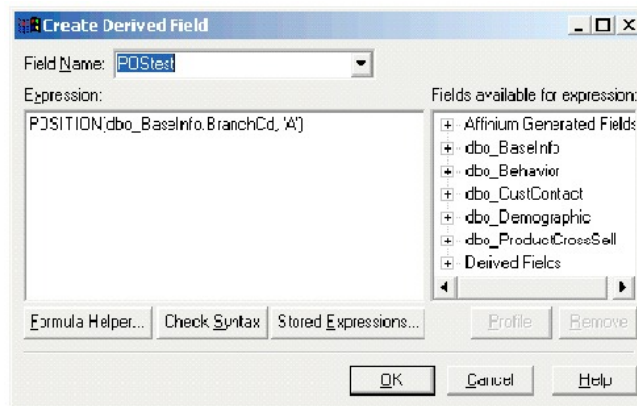 Create Derived Field
Field Name: POStest
Expression:
POSITION(dbo_BaseInfo.BranchCd, 'A')
Fields available for expression:
Affinium Generated Fields
dbo_BaseInfo
dbo_Behavior
dbo_CustContact
dbo_Demographic
dbo_ProductCrossSell
Derived Fields
Formula Helper... Check Syntax Stored Expressions... Profile Remove
OK Cancel Help